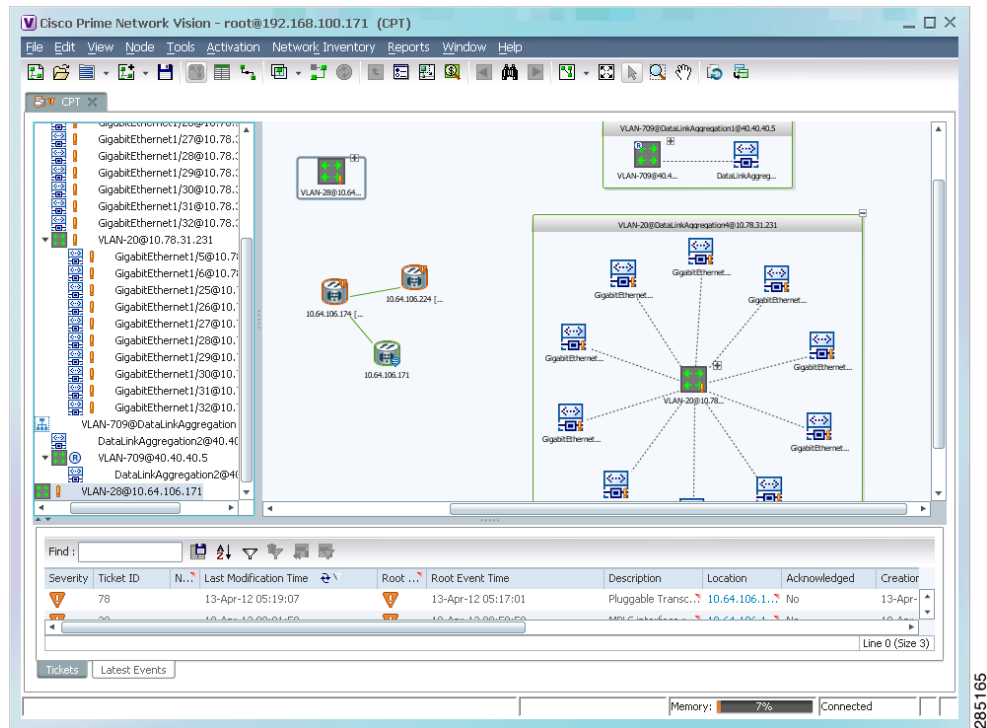 Cisco Prime Network Vision - root@192.168.100.171 (CPT)
File Edit View Node Tools Activation Network Inventory Reports Window Help
CPT
GigabitEthernet1/27@10.78.3
GigabitEthernet1/28@10.78.3
GigabitEthernet1/29@10.78.3
GigabitEthernet1/30@10.78.3
GigabitEthernet1/31@10.78.3
GigabitEthernet1/32@10.78.3
VLAN-20@10.78.31.231
GigabitEthernet1/5@10.78
GigabitEthernet1/6@10.78
GigabitEthernet1/25@10.
GigabitEthernet1/26@10.
GigabitEthernet1/27@10.
GigabitEthernet1/28@10.
GigabitEthernet1/29@10.
GigabitEthernet1/30@10.
GigabitEthernet1/31@10.
GigabitEthernet1/32@10.
VLAN-709@DataLinkAggregation
DataLinkAggregation2@40.40
VLAN-709@40.40.40.5
DataLinkAggregation2@40
VLAN-28@10.64.106.171
VLAN-28@10.64...
VLAN-709@DataLinkAggregation1@40.40.40.5
VLAN-709@40.4...
DataLinkAggreg...
10.64.106.174 [...
10.64.106.224 [...
10.64.106.171
VLAN-20@DataLinkAggregation4@10.78.31.231
GigabitEthernet...
GigabitEthernet...
GigabitEthernet...
GigabitEthernet...
GigabitEthernet...
VLAN-20@10.78...
GigabitEthernet...
GigabitEthernet...
Find :
Severity Ticket ID N... Last Modification Time Root ... Root Event Time Description Location Acknowledged Creation
78 13-Apr-12 05:19:07 13-Apr-12 05:17:01 Pluggable Transc... 10.64.106.1... No 13-Apr-
Line 0 (Size 3)
Tickets Latest Events
Memory: 7% Connected
285165